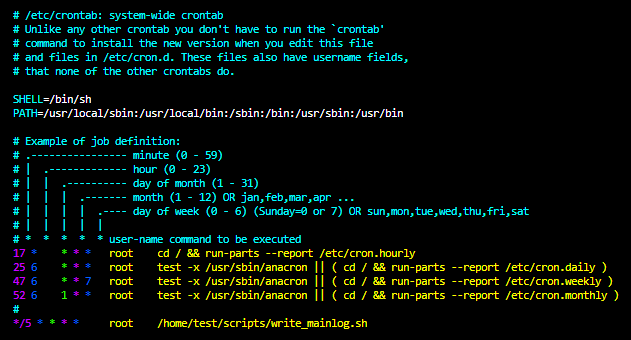 # /etc/crontab: system-wide crontab
# Unlike any other crontab you don't have to run the `crontab'
# command to install the new version when you edit this file
# and files in /etc/cron.d. These files also have username fields,
# that none of the other crontabs do.

SHELL=/bin/sh
PATH=/usr/local/sbin:/usr/local/bin:/sbin:/bin:/usr/sbin:/usr/bin

# Example of job definition:
# .---------------- minute (0 - 59)
# |  .------------- hour (0 - 23)
# |  |  .---------- day of month (1 - 31)
# |  |  |  .------- month (1 - 12) OR jan,feb,mar,apr ...
# |  |  |  |  .---- day of week (0 - 6) (Sunday=0 or 7) OR sun,mon,tue,wed,thu,fri,sat
# |  |  |  |  |
# *  *  *  *  * user-name command to be executed
17 *    * * *   root    cd / && run-parts --report /etc/cron.hourly
25 6    * * *   root    test -x /usr/sbin/anacron || ( cd / && run-parts --report /etc/cron.daily )
47 6    * * 7   root    test -x /usr/sbin/anacron || ( cd / && run-parts --report /etc/cron.weekly )
52 6    1 * *   root    test -x /usr/sbin/anacron || ( cd / && run-parts --report /etc/cron.monthly )
#
*/5 * * * *     root    /home/test/scripts/write_mainlog.sh